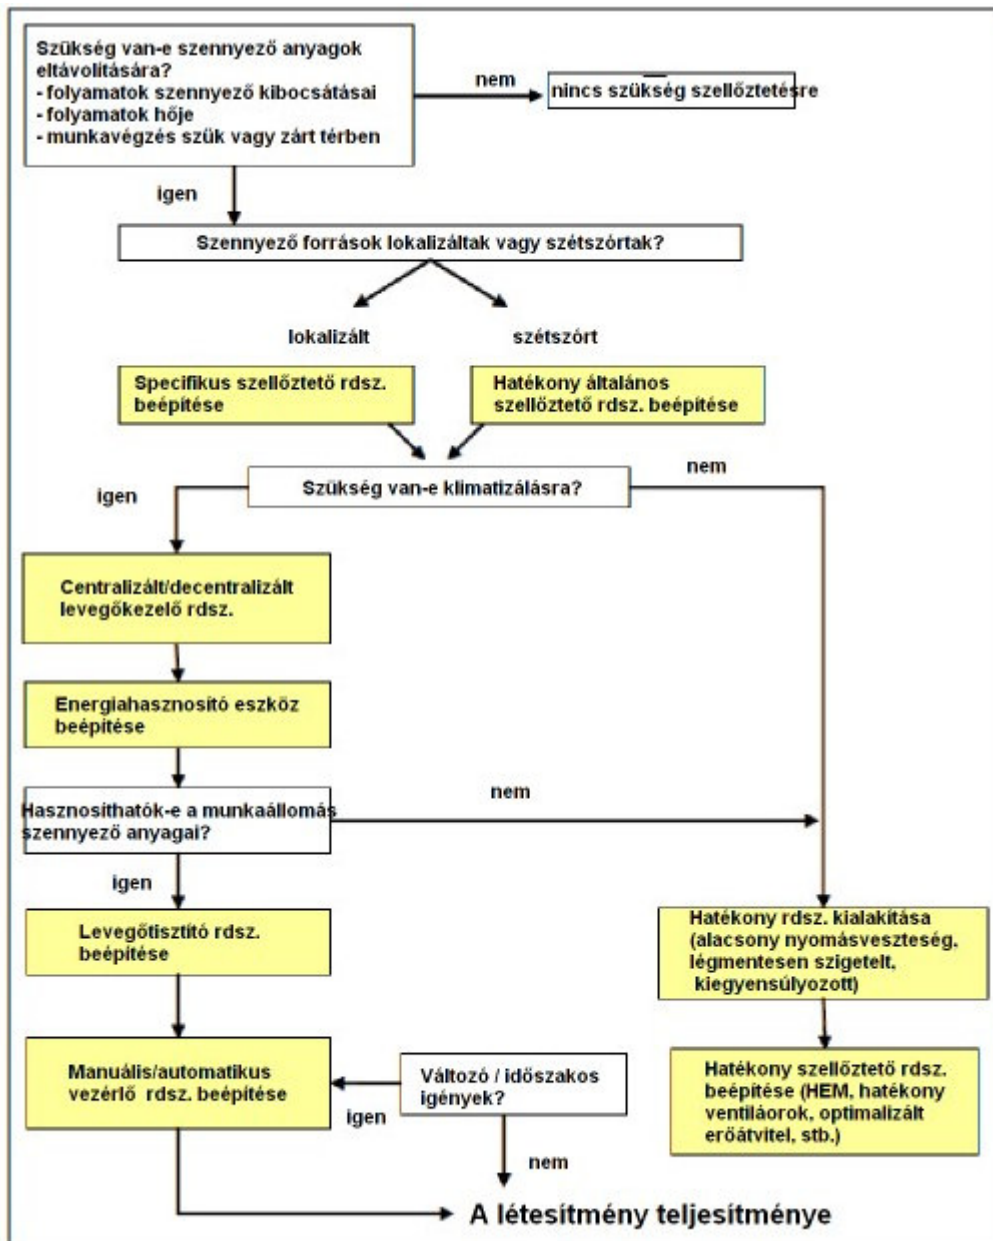 Szükség van-e szennyező anyagok
eltávolítására?
- folyamatok szennyező kibocsátásai
- folyamatok hője
- munkavégzés szük vagy zárt térben
nem
nincs szükség szellőztetésre
igen
Szennyező források lokalizáltak vagy szétszórtak?
lokalizált
szétszórt
Specifikus szellőztető rdsz.
beépítése
Hatékony általános
szellőztető rdsz. beépítése
nem
igen
Szükség van-e klimatizálásra?
Centralizált/decentralizált
levegőkezelő rdsz.
Energiahasznosító eszköz
beépítése
nem
Hasznosíthatók-e a munkaállomás
szennyező anyagai?
igen
Levegőtisztító rdsz.
beépítése
Hatékony rdsz. kialakítása
(alacsony nyomásveszteség,
légmentesen szigetelt,
kiegyensúlyozott)
Manuális/automatikus
vezérlő rdsz. beépítése
igen
Változó / időszakos
igények?
Hatékony szellőztető rdsz.
beépítése (HEM, hatékony
ventiláorok, optimalizált
erőátvitel, stb.)
nem
A létesítmény teljesítménye